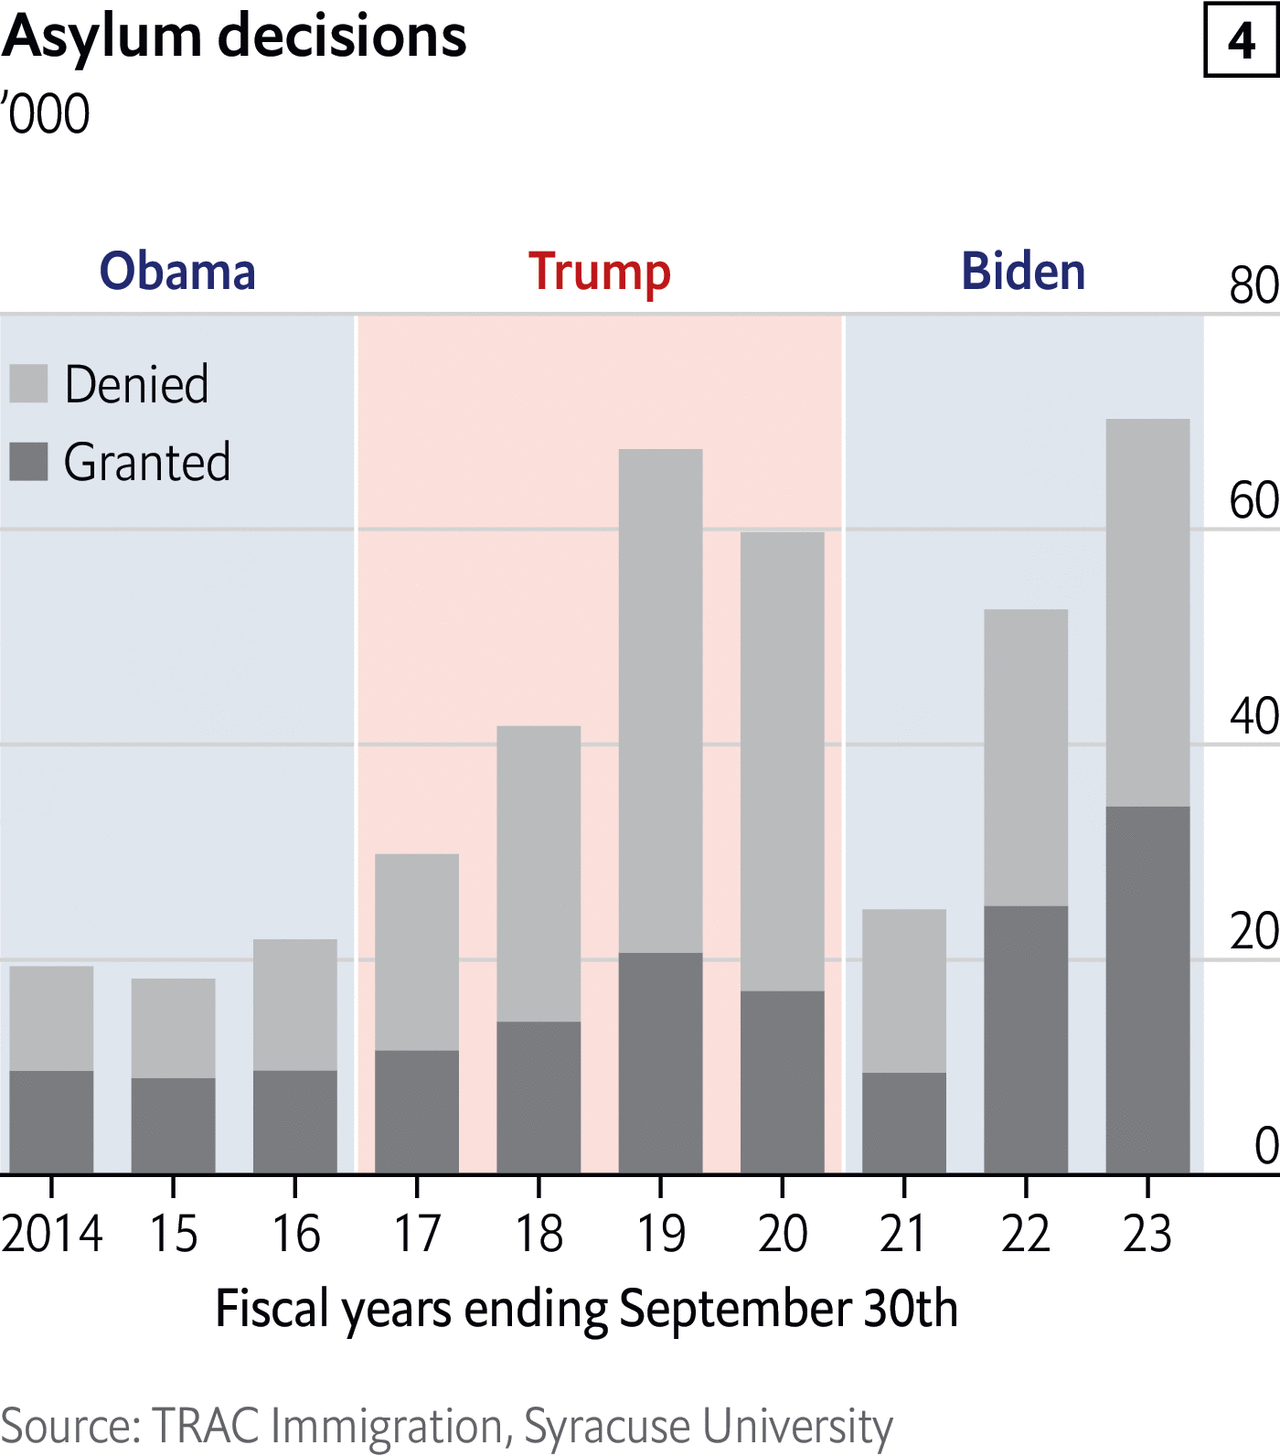 Asylum decisions
4
’000
Obama
Trump
Biden
80
Denied
Granted
60
40
20
0
2014 15 16 17 18 19 20 21 22 23
Fiscal years ending September 30th
Source: TRAC Immigration, Syracuse University